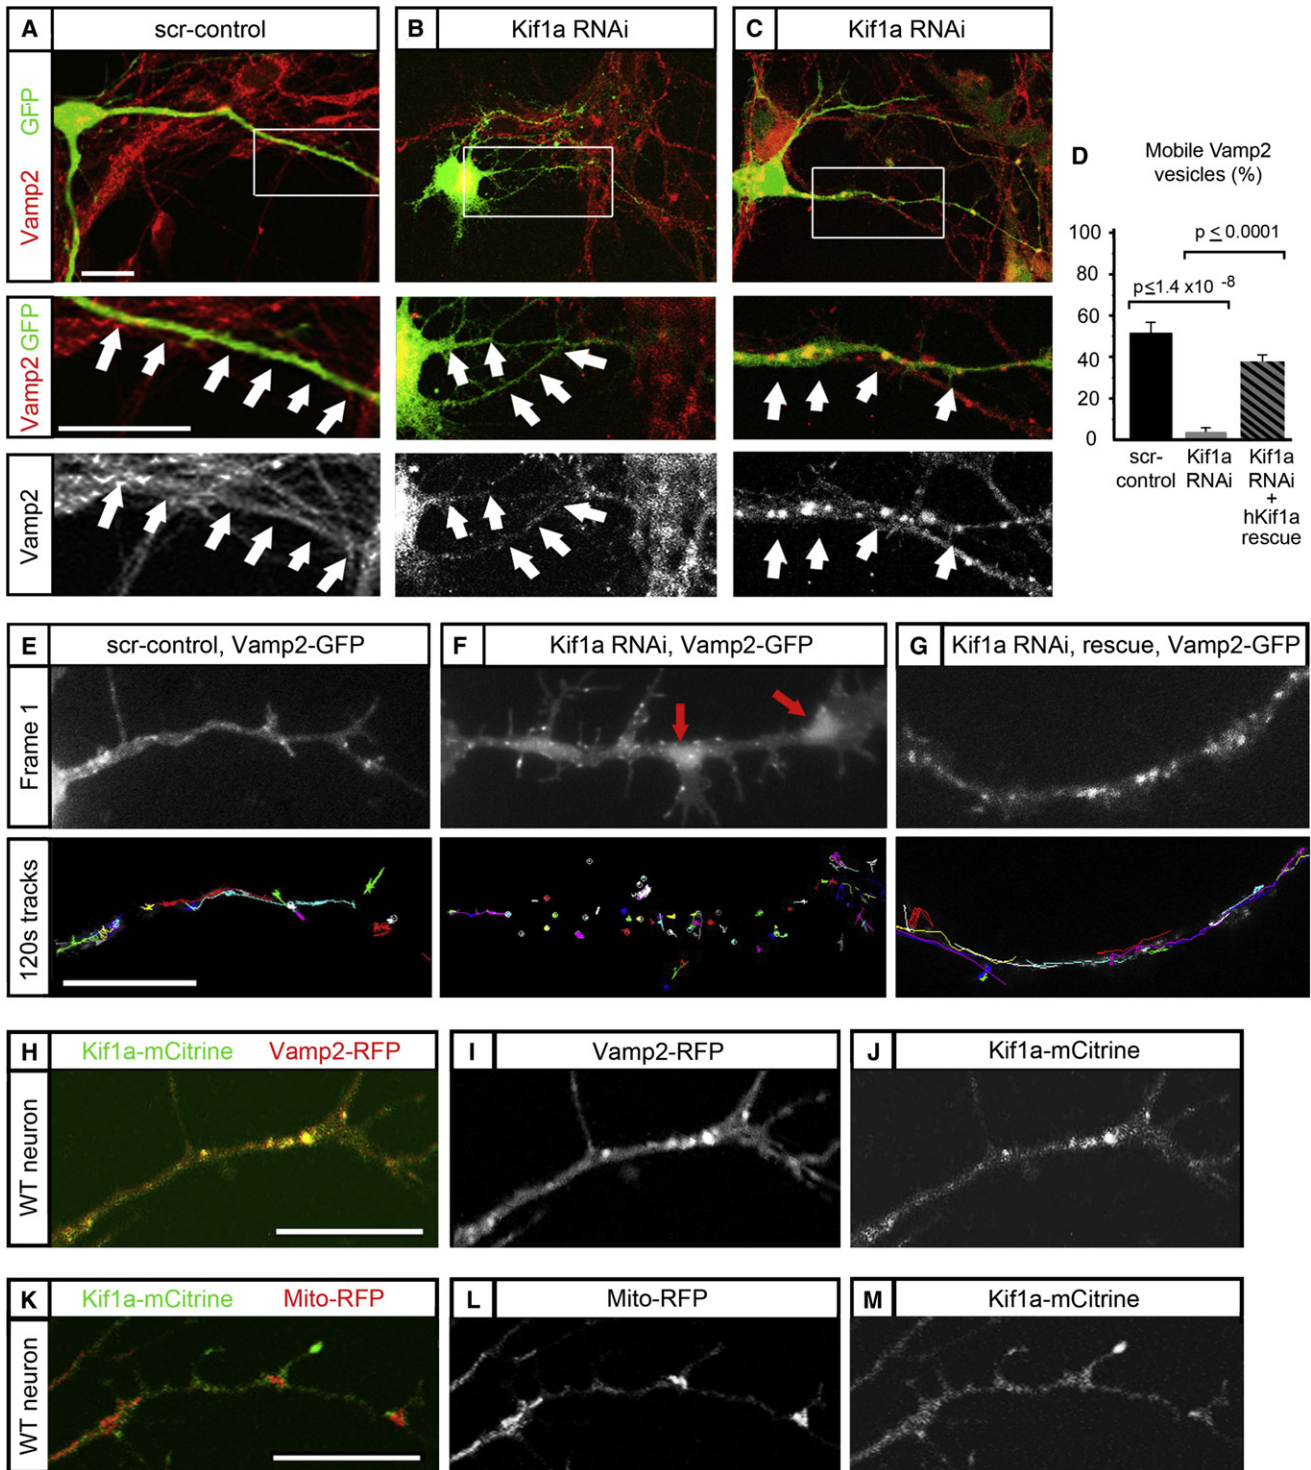 A scr-control
B Kif1a RNAi
C Kif1a RNAi
Vamp2 GFP
Vamp2 GFP
Vamp2
D Mobile Vamp2
vesicles (%)
p ≤ 0.0001
p≤1.4 x10 -8
100
80
60
40
20
0
scr-
control
Kif1a
RNAi
Kif1a
RNAi
+
hKif1a
rescue
E scr-control, Vamp2-GFP
F Kif1a RNAi, Vamp2-GFP
G Kif1a RNAi, rescue, Vamp2-GFP
Frame 1
120s tracks
H Kif1a-mCitrine Vamp2-RFP
I Vamp2-RFP
J Kif1a-mCitrine
WT neuron
K Kif1a-mCitrine Mito-RFP
L Mito-RFP
M Kif1a-mCitrine
WT neuron